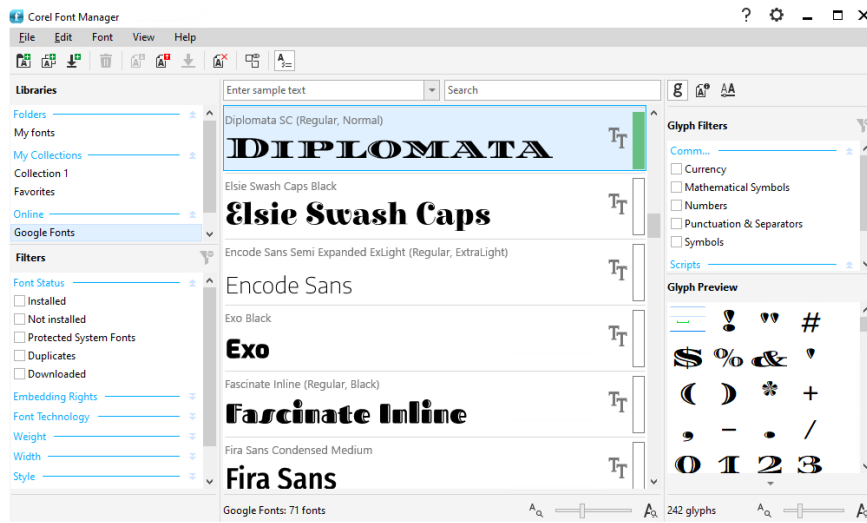 Corel Font Manager
File Edit Font View Help
Libraries
Folders
My fonts
My Collections
Collection 1
Favorites
Online
Google Fonts
Filters
Font Status
Installed
Not installed
Protected System Fonts
Duplicates
Downloaded
Embedding Rights
Font Technology
Weight
Width
Style
Enter sample text
Search
Diplomata SC (Regular, Normal)
DIPLOMATA
Elsie Swash Caps Black
Elsie Swash Caps
Encode Sans Semi Expanded ExLight (Regular, ExtraLight)
Encode Sans
Exo Black
Exo
Fascinate Inline (Regular, Black)
Fascinate Inline
Fira Sans Condensed Medium
Fira Sans
Google Fonts: 71 fonts
Glyph Filters
Comm...
Currency
Mathematical Symbols
Numbers
Punctuation & Separators
Symbols
Scripts
Glyph Preview
! " #
$ % & '
( ) * +
, - . /
0 1 2 3
242 glyphs